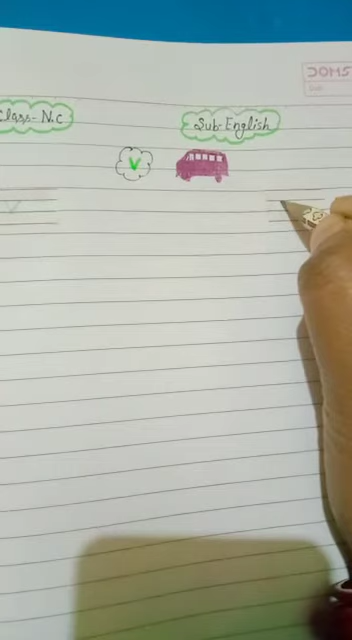 DOMS
Class- N.c
Sub- English
V
V